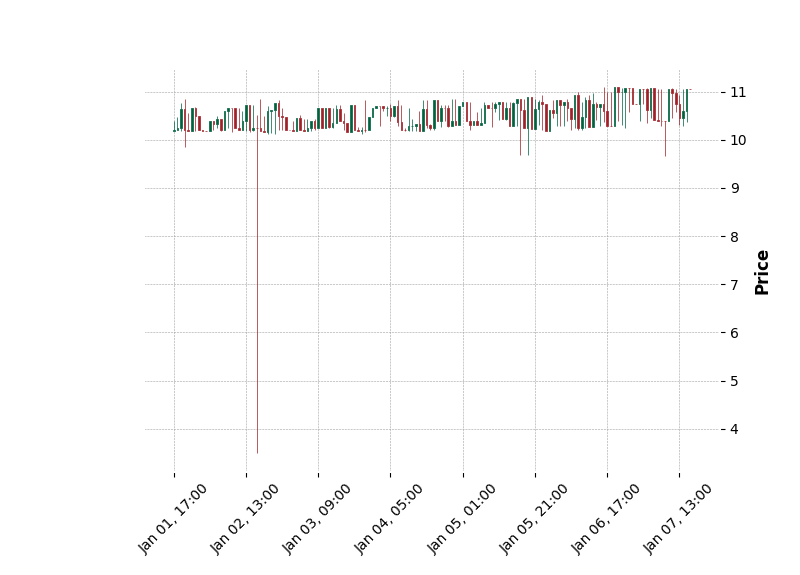 11
10
9
8
7
6
5
4
Price
Jan 01, 17:00
Jan 02, 13:00
Jan 03, 09:00
Jan 04, 05:00
Jan 05, 01:00
Jan 05, 21:00
Jan 06, 17:00
Jan 07, 13:00